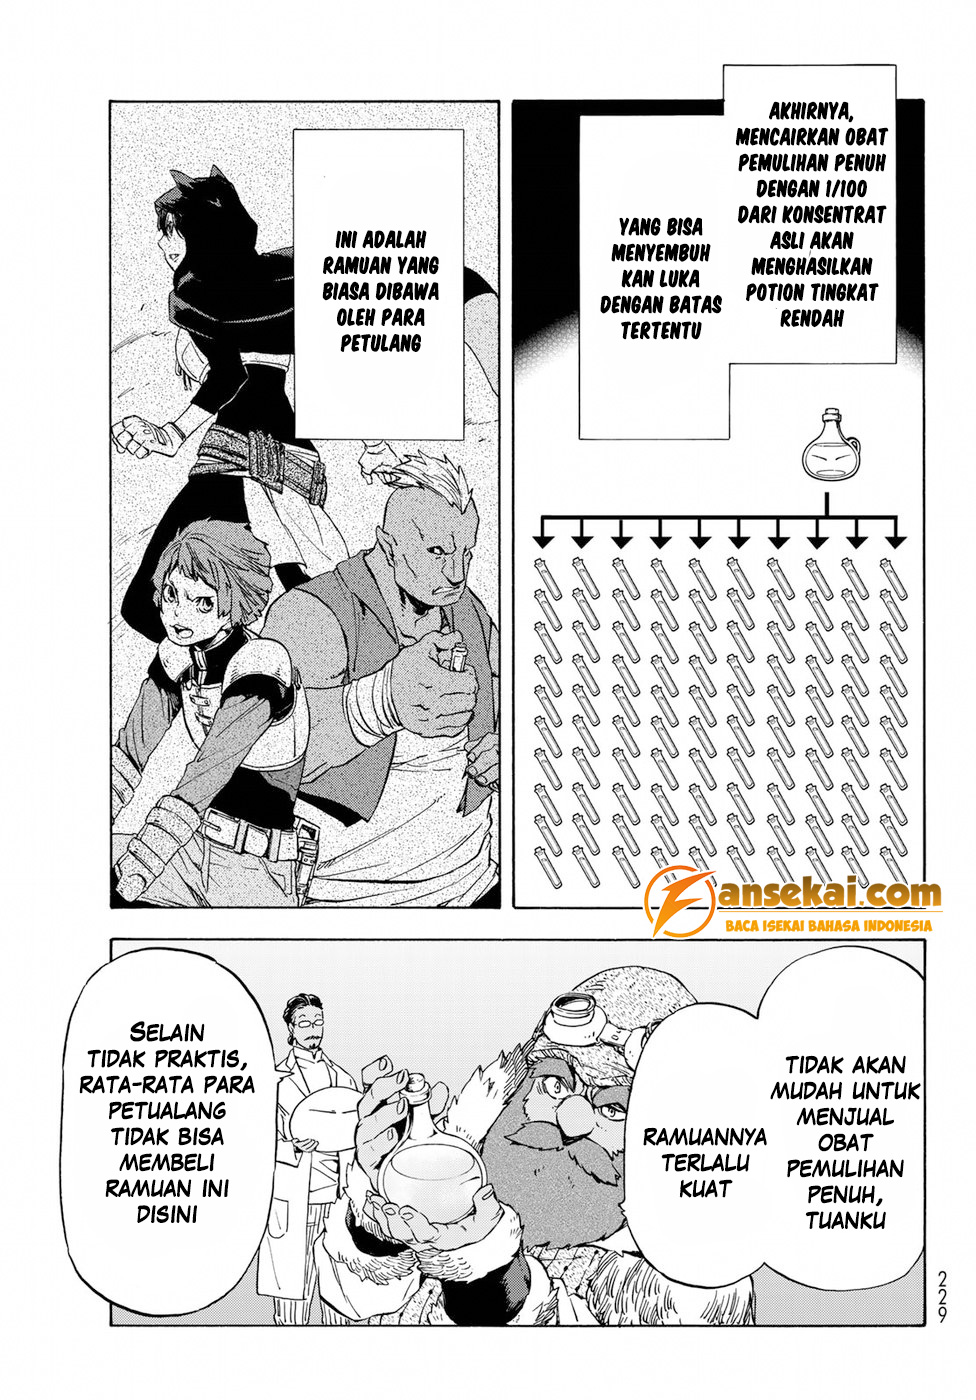 AKHIRNYA,
MENCAIRKAN OBAT
PEMULIHAN PENUH
DENGAN 1/100
DARI KONSENTRAT
ASLI AKAN
MENGHASILKAN
POTION TINGKAT
RENDAH
YANG BISA
MENYEMBUH
KAN LUKA
DENGAN BATAS
TERTENTU
INI ADALAH
RAMUAN YANG
BIASA DIBAWA
OLEH PARA
PETULANG
ansekai.com
BACA ISEKAI BAHASA INDONESIA
TIDAK AKAN
MUDAH UNTUK
MENJUAL
OBAT
PEMULIHAN
PENUH,
TUANKU
RAMUANNYA
TERLALU
KUAT
SELAIN
TIDAK PRAKTIS,
RATA-RATA PARA
PETUALANG
TIDAK BISA
MEMBELI
RAMUAN INI
DISINI
229